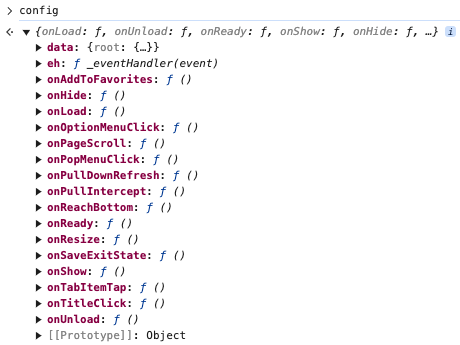 config
{onLoad: ƒ, onUnload: ƒ, onReady: ƒ, onShow: ƒ, onHide: ƒ, …} i
data: {root: {…}}
eh: ƒ _eventHandler(event)
onAddToFavorites: ƒ ()
onHide: ƒ ()
onLoad: ƒ ()
onOptionMenuClick: ƒ ()
onPageScroll: ƒ ()
onPopMenuClick: ƒ ()
onPullDownRefresh: ƒ ()
onPullIntercept: ƒ ()
onReachBottom: ƒ ()
onReady: ƒ ()
onResize: ƒ ()
onSaveExitState: ƒ ()
onShow: ƒ ()
onTabItemTap: ƒ ()
onTitleClick: ƒ ()
onUnload: ƒ ()
[[Prototype]]: Object